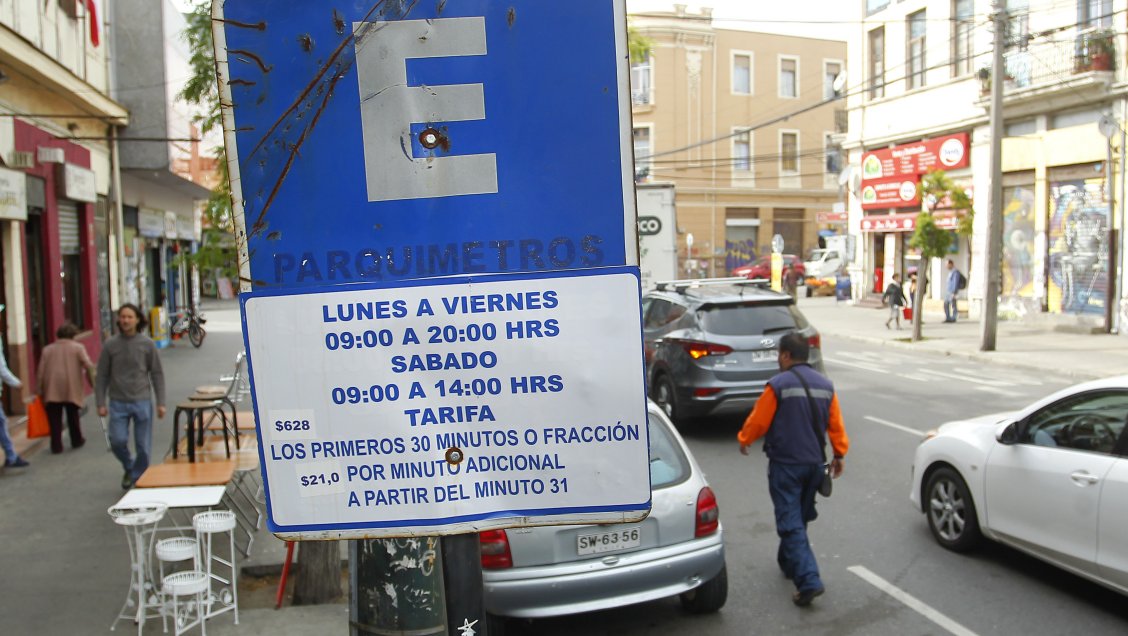 E
PARQUIMETROS
LUNES A VIERNES
09:00 A 20:00 HRS
SABADO
09:00 A 14:00 HRS
TARIFA
$628
LOS PRIMEROS 30 MINUTOS O FRACCIÓN
$21,0 POR MINUTO ADICIONAL
A PARTIR DEL MINUTO 31
SW-63-56